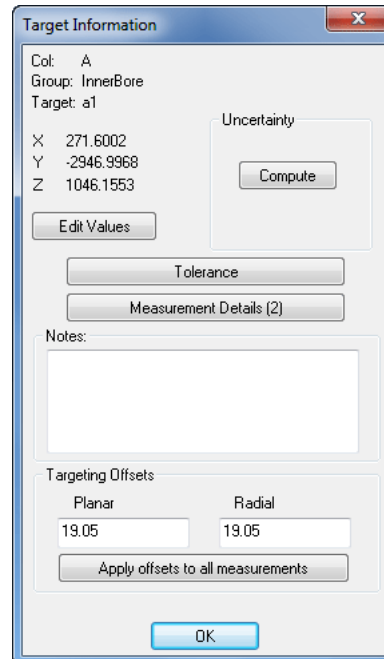 Target Information
Col: A
Group: InnerBore
Target: a1
Uncertainty
X 271.6002
Y -2946.9968
Z 1046.1553
Compute
Edit Values
Tolerance
Measurement Details (2)
Notes:
Targeting Offsets
Planar Radial
19.05 19.05
Apply offsets to all measurements
OK